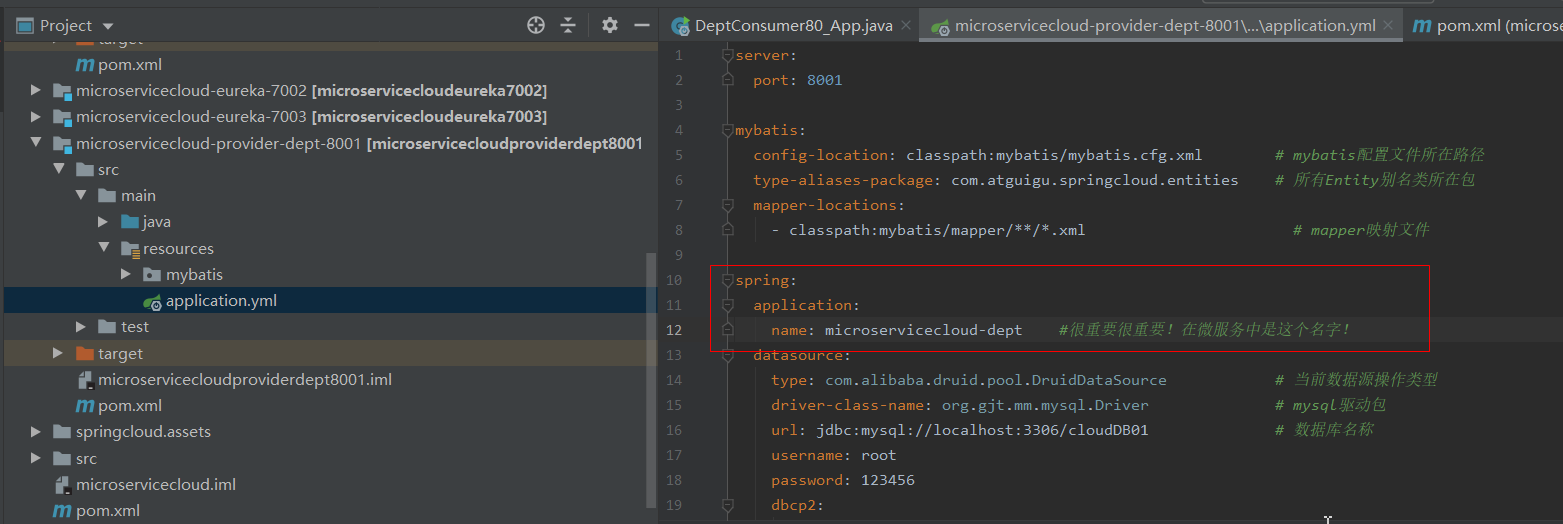 Project
target
pom.xml
microservicecloud-eureka-7002 [microservicecloudeureka7002]
microservicecloud-eureka-7003 [microservicecloudeureka7003]
microservicecloud-provider-dept-8001 [microservicecloudproviderdept8001
src
main
java
resources
mybatis
application.yml
test
target
microservicecloudproviderdept8001.iml
pom.xml
springcloud.assets
src
microservicecloud.iml
pom.xml
DeptConsumer80_App.java microservicecloud-provider-dept-8001\...\application.yml pom.xml (micros
1 server:
2 port: 8001
3
4 mybatis:
5 config-location: classpath:mybatis/mybatis.cfg.xml # mybatis配置文件所在路径
6 type-aliases-package: com.atguigu.springcloud.entities # 所有Entity别名类所在包
7 mapper-locations:
8 - classpath:mybatis/mapper/**/*.xml # mapper映射文件
9
10 spring:
11 application:
12 name: microservicecloud-dept #很重要很重要！在微服务中是这个名字！
13 datasource:
14 type: com.alibaba.druid.pool.DruidDataSource # 当前数据源操作类型
15 driver-class-name: org.gjt.mm.mysql.Driver # mysql驱动包
16 url: jdbc:mysql://localhost:3306/cloudDB01 # 数据库名称
17 username: root
18 password: 123456
19 dbcp2: